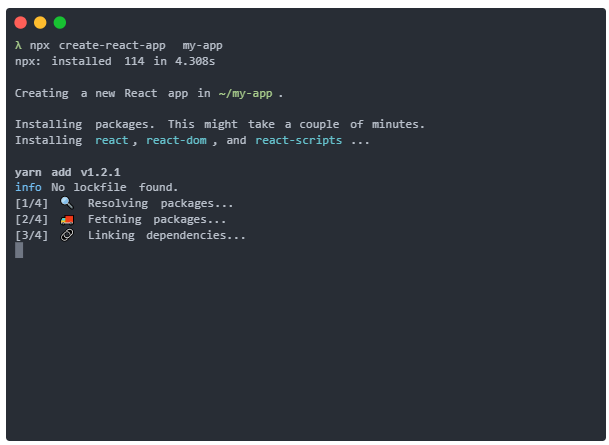 λ npx create-react-app my-app
npx: installed 114 in 4.308s
Creating a new React app in ~/my-app.
Installing packages. This might take a couple of minutes.
Installing react, react-dom, and react-scripts...
yarn add v1.2.1
info No lockfile found.
[1/4] 🔍 Resolving packages...
[2/4] 🚚 Fetching packages...
[3/4] 🔗 Linking dependencies...